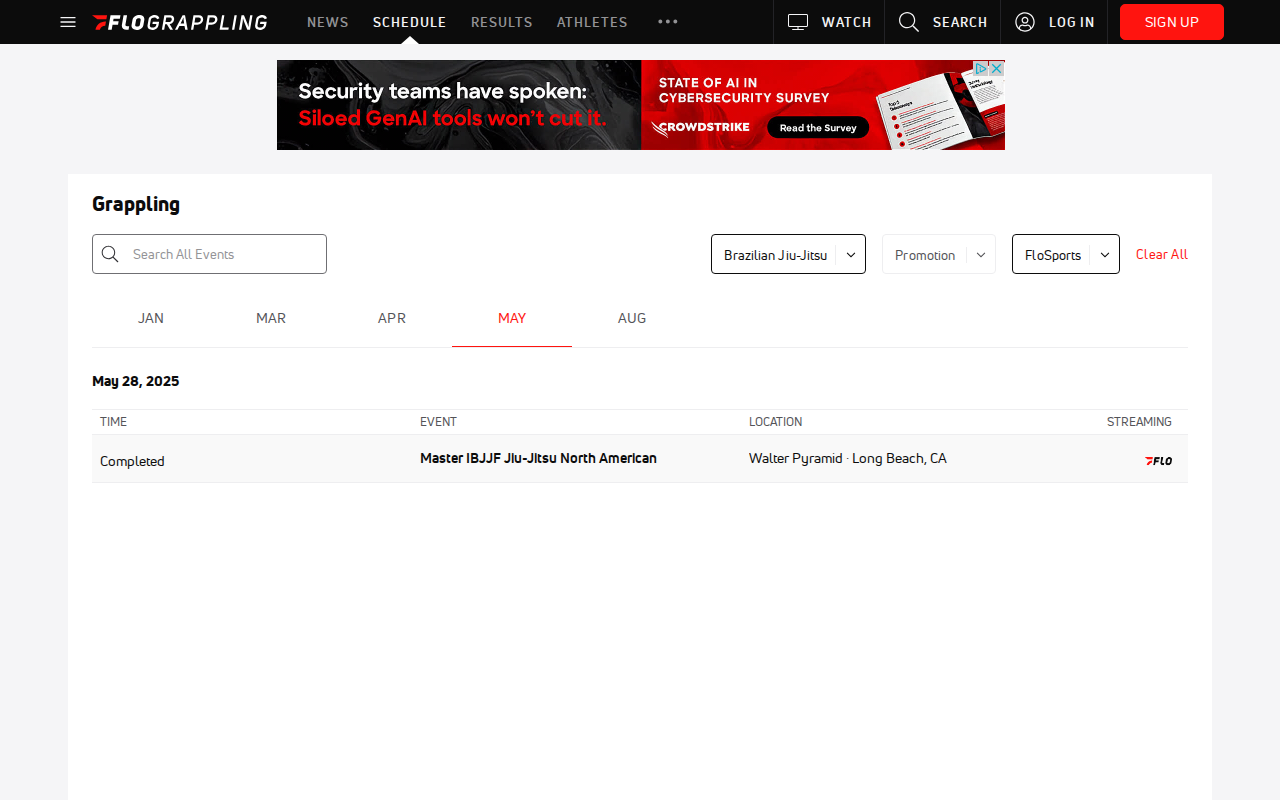 FLOGRAPPLING NEWS SCHEDULE RESULTS ATHLETES WATCH SEARCH LOG IN SIGN UP
Security teams have spoken:
Siloed GenAI tools won't cut it.
STATE OF AI IN
CYBERSECURITY SURVEY
CROWDSTRIKE Read the Survey
Grappling
Search All Events Brazilian Jiu-Jitsu Promotion FloSports Clear All
JAN MAR APR MAY AUG
May 28, 2025
TIME EVENT LOCATION STREAMING
Completed Master IBJJF Jiu-Jitsu North American Walter Pyramid · Long Beach, CA FLO